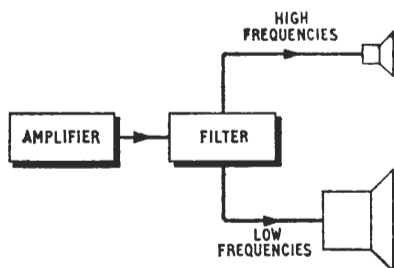 HIGH
FREQUENCIES
AMPLIFIER
FILTER
LOW
FREQUENCIES